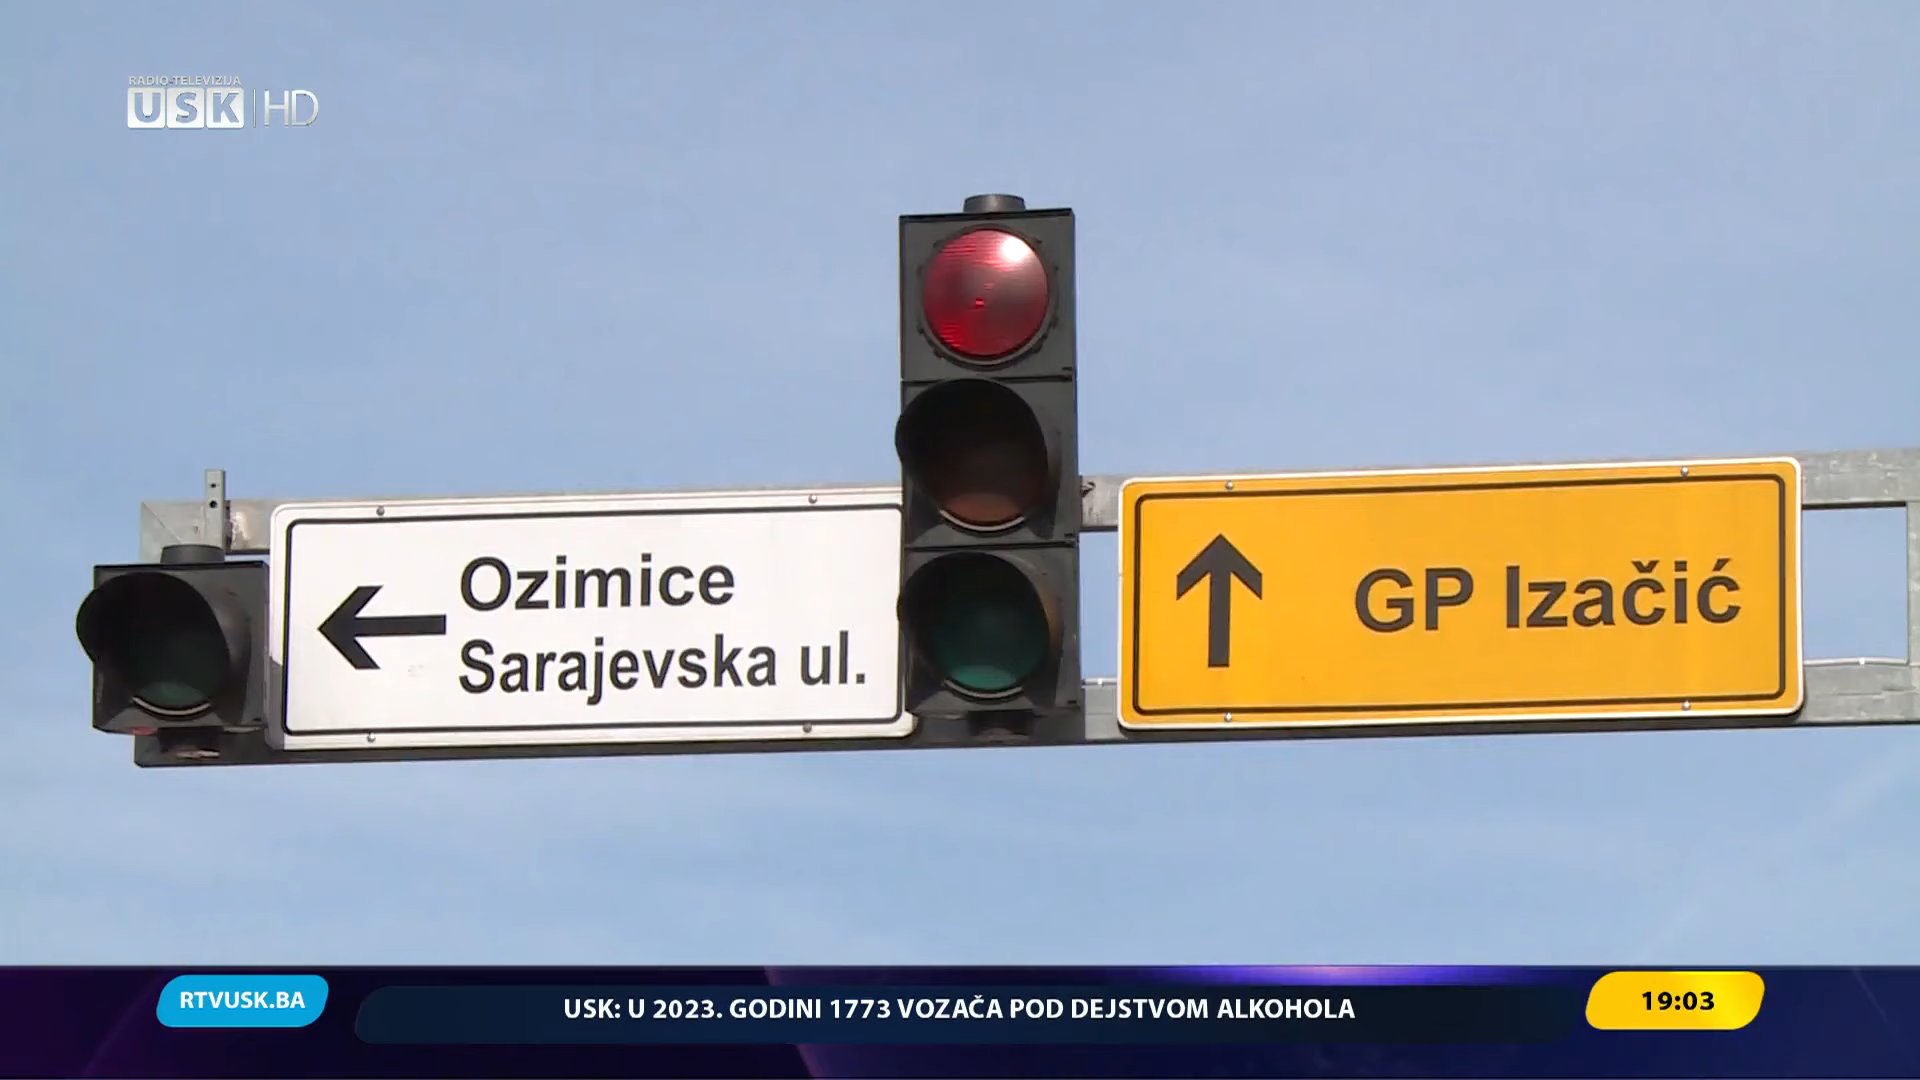 RADIO-TELEVIZIJA
USK HD
Ozimice
Sarajevska ul.
GP Izačić
RTVUSK.BA
USK: U 2023. GODINI 1773 VOZAČA POD DEJSTVOM ALKOHOLA
19:03